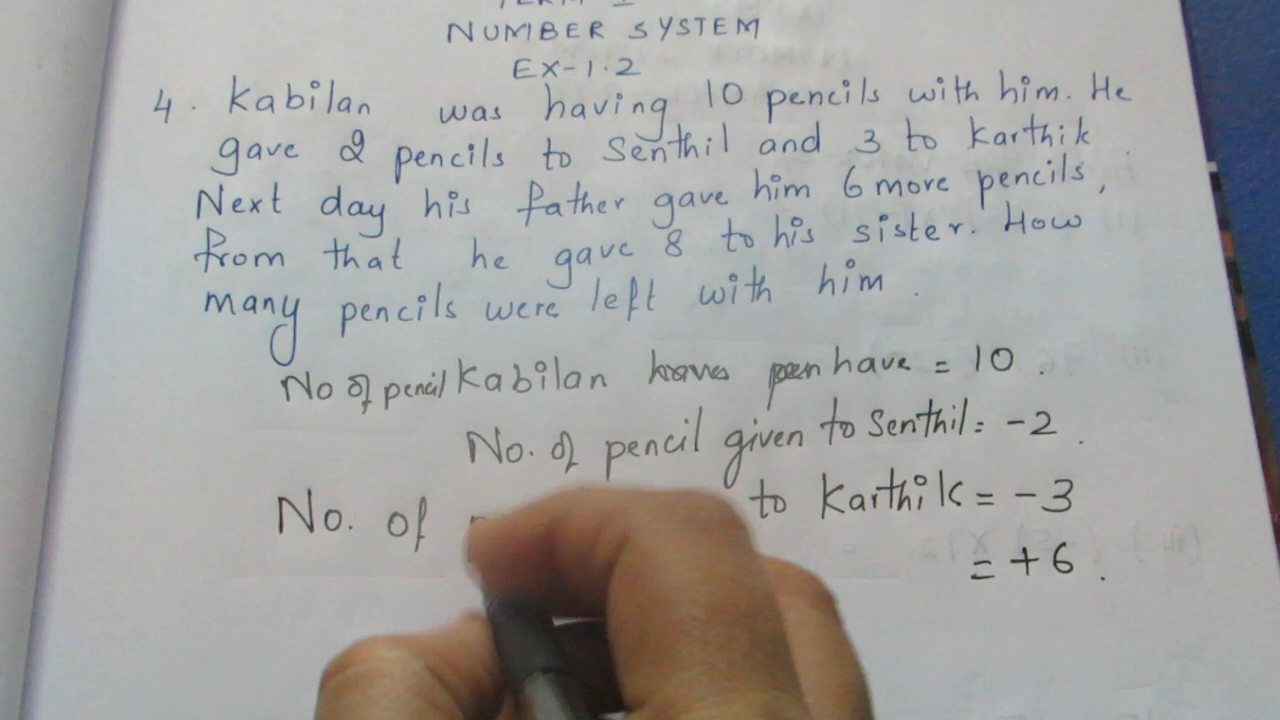 NUMBER SYSTEM
EX-1.2
4. Kabilan was having 10 pencils with him. He
gave 2 pencils to Senthil and 3 to Karthik
Next day his father gave him 6 more pencils,
from that he gave 8 to his sister. How
many pencils were left with him.
No of pencil Kabilan have = 10.
No. of pencil given to Senthil = -2.
No. of to Karthik = -3
= +6.